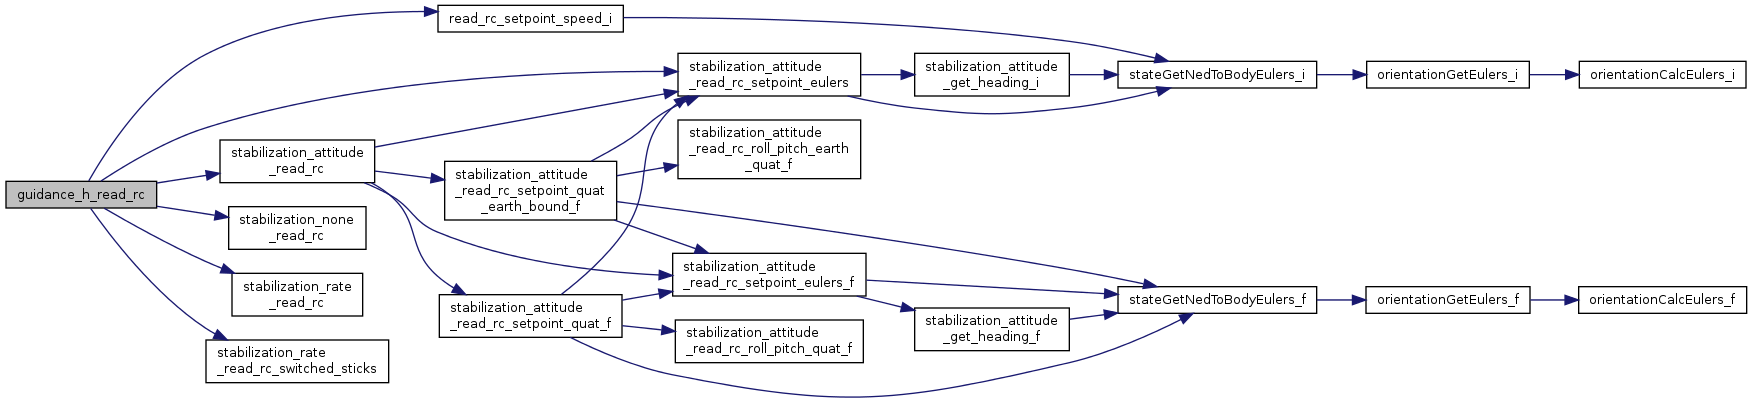 guidance_h_read_rc
read_rc_setpoint_speed_i
stabilization_attitude
_read_rc
stabilization_none
_read_rc
stabilization_rate
_read_rc
stabilization_rate
_read_rc_switched_sticks
stabilization_attitude
_read_rc_setpoint_quat
_earth_bound_f
stabilization_attitude
_read_rc_setpoint_quat_f
stabilization_attitude
_read_rc_setpoint_eulers
stabilization_attitude
_read_rc_roll_pitch_earth
_quat_f
stabilization_attitude
_read_rc_setpoint_eulers_f
stabilization_attitude
_read_rc_roll_pitch_quat_f
stabilization_attitude
_get_heading_i
stabilization_attitude
_get_heading_f
stateGetNedToBodyEulers_i
orientationGetEulers_i
orientationCalcEulers_i
stateGetNedToBodyEulers_f
orientationGetEulers_f
orientationCalcEulers_f